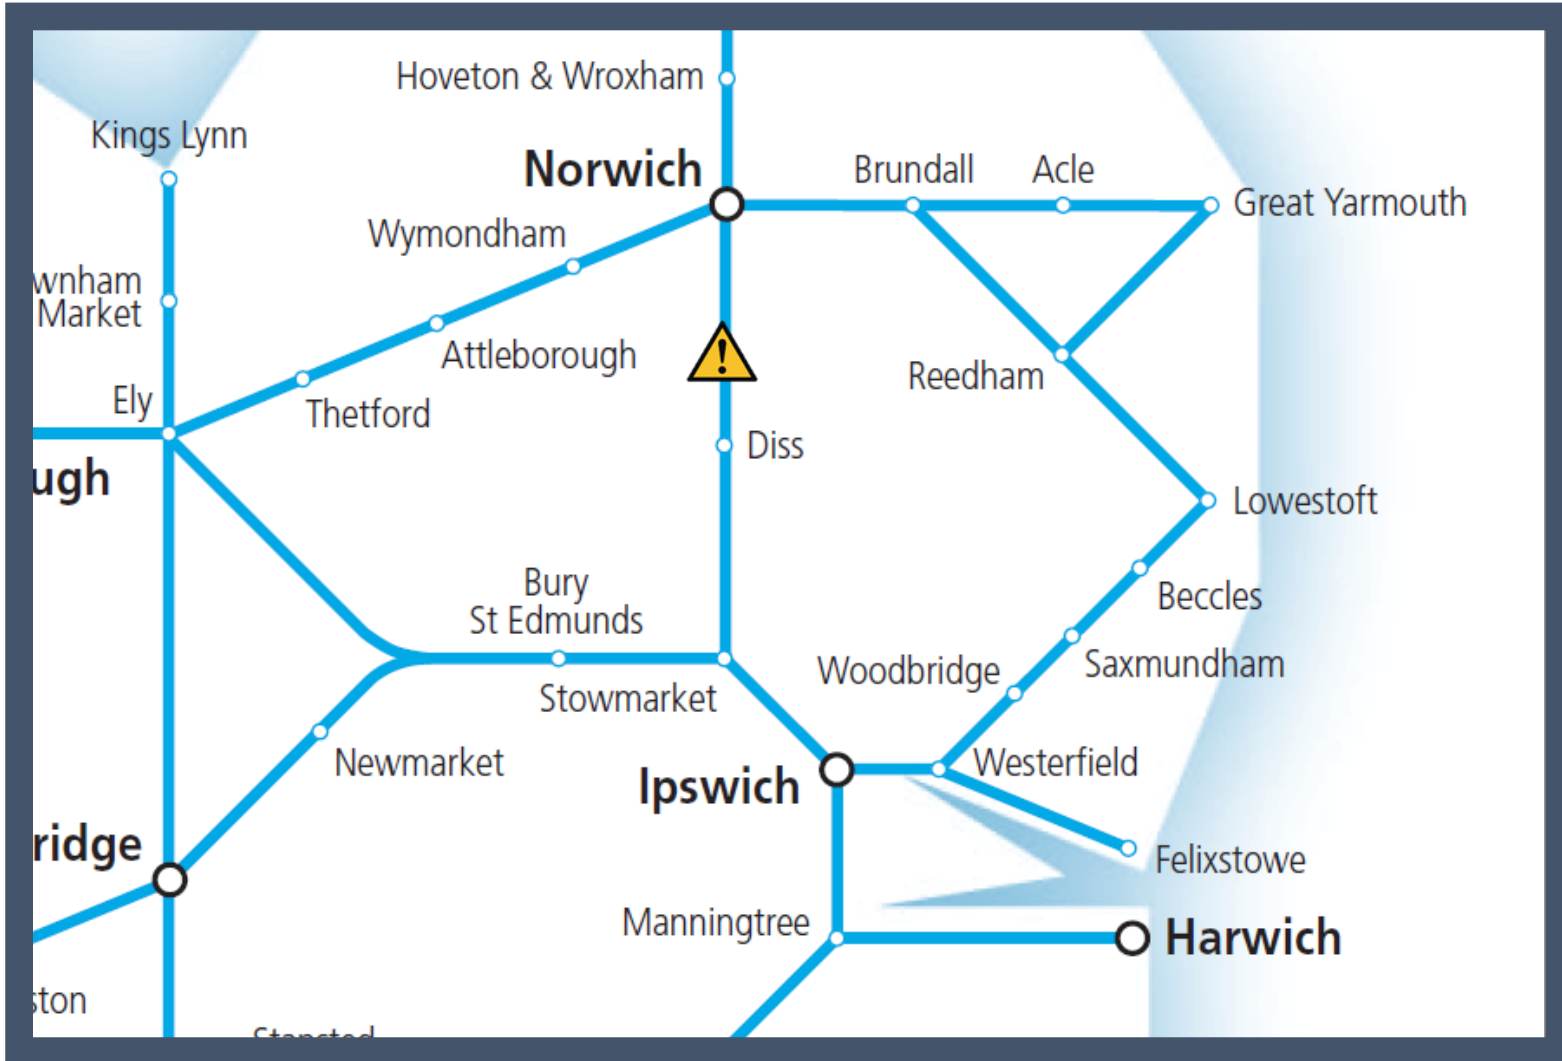 Hoveton & Wroxham
Kings Lynn
Norwich
Brundall
Acle
Great Yarmouth
Wymondham
wnham
Market
Attleborough
Reedham
Ely
Thetford
Diss
ugh
Lowestoft
Bury
St Edmunds
Beccles
Woodbridge
Saxmundham
Stowmarket
Newmarket
Ipswich
Westerfield
ridge
Felixstowe
Manningtree
Harwich
ston
Stansted